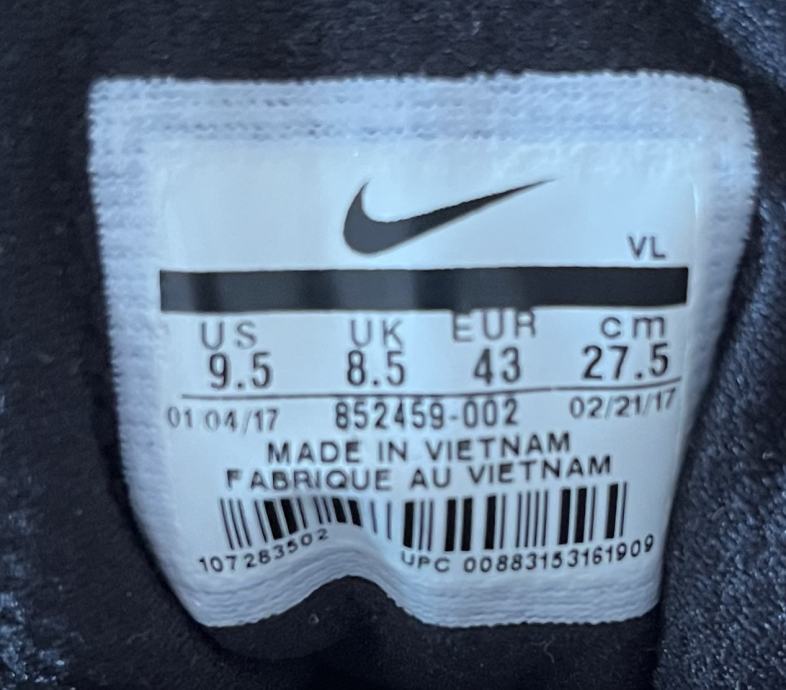 VL
US UK EUR cm
9.5 8.5 43 27.5
01/04/17 852459-002 02/21/17
MADE IN VIETNAM
FABRIQUE AU VIETNAM
107283502 UPC 00883153161909